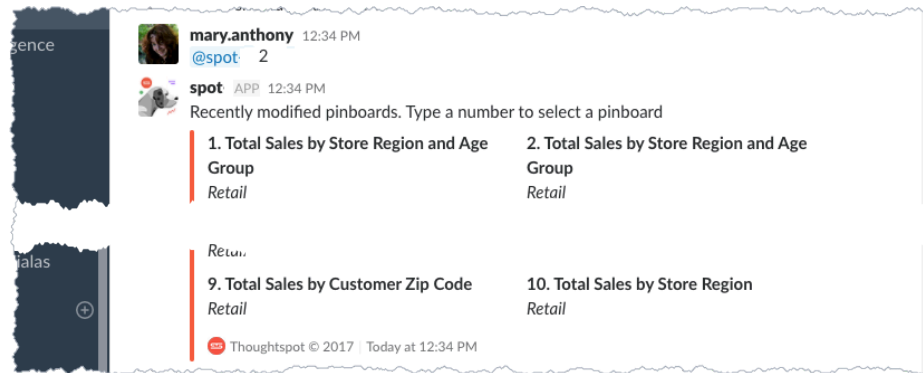 gence
mary.anthony 12:34 PM
@spot 2
spot APP 12:34 PM
Recently modified pinboards. Type a number to select a pinboard
1. Total Sales by Store Region and Age Group
Retail
2. Total Sales by Store Region and Age Group
Retail
ialas
9. Total Sales by Customer Zip Code
Retail
10. Total Sales by Store Region
Retail
Thoughtspot © 2017 | Today at 12:34 PM